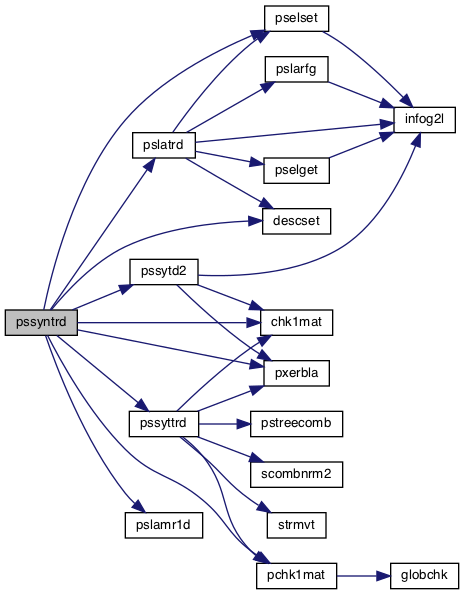 pselset
pslarfg
infog2l
pslatrd
pselget
descset
pssytd2
pssyntrd
chk1mat
pxerbla
pssyttrd
pstreecomb
scombnrm2
pslamr1d
strmvt
pchk1mat
globchk